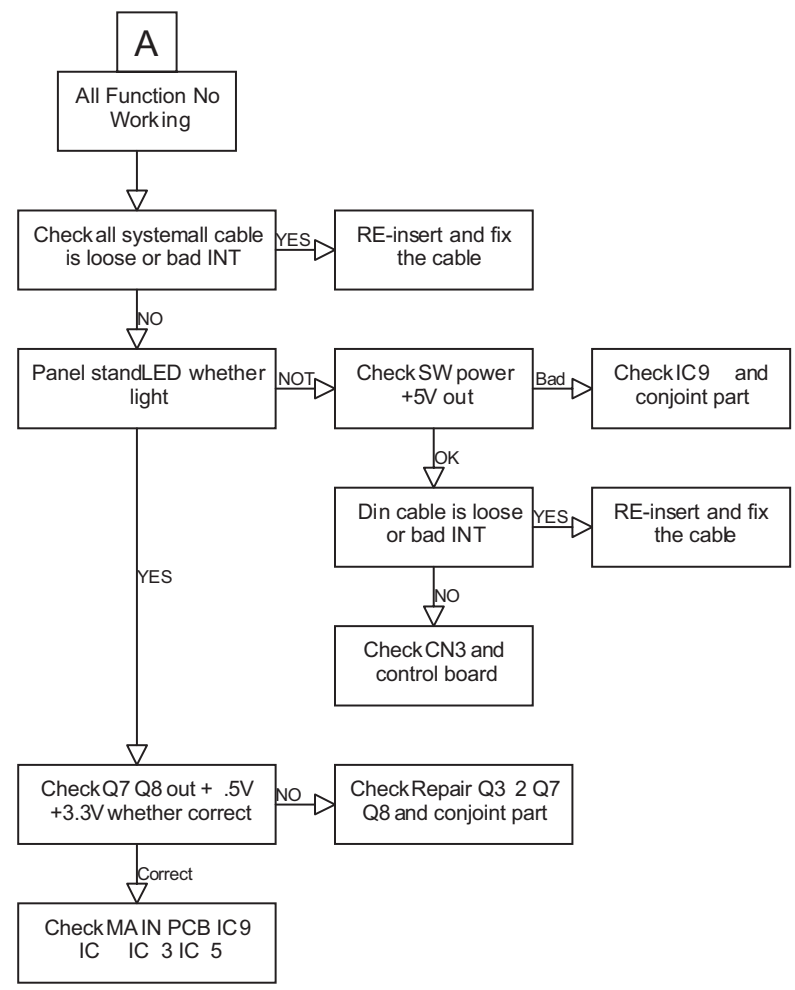 A
All Function No
Working
Check all systemall cable
is loose or bad INT
YES
RE-insert and fix
the cable
NO
Panel standLED whether
light
NOT
Check SW power
+5V out
Bad
Check IC9 and
conjoint part
OK
Din cable is loose
or bad INT
YES
RE-insert and fix
the cable
NO
Check CN3 and
control board
YES
Check Q7 Q8 out + .5V
+3.3V whether correct
NO
Check Repair Q3 2 Q7
Q8 and conjoint part
Correct
Check MAIN PCB IC9
IC IC 3 IC 5